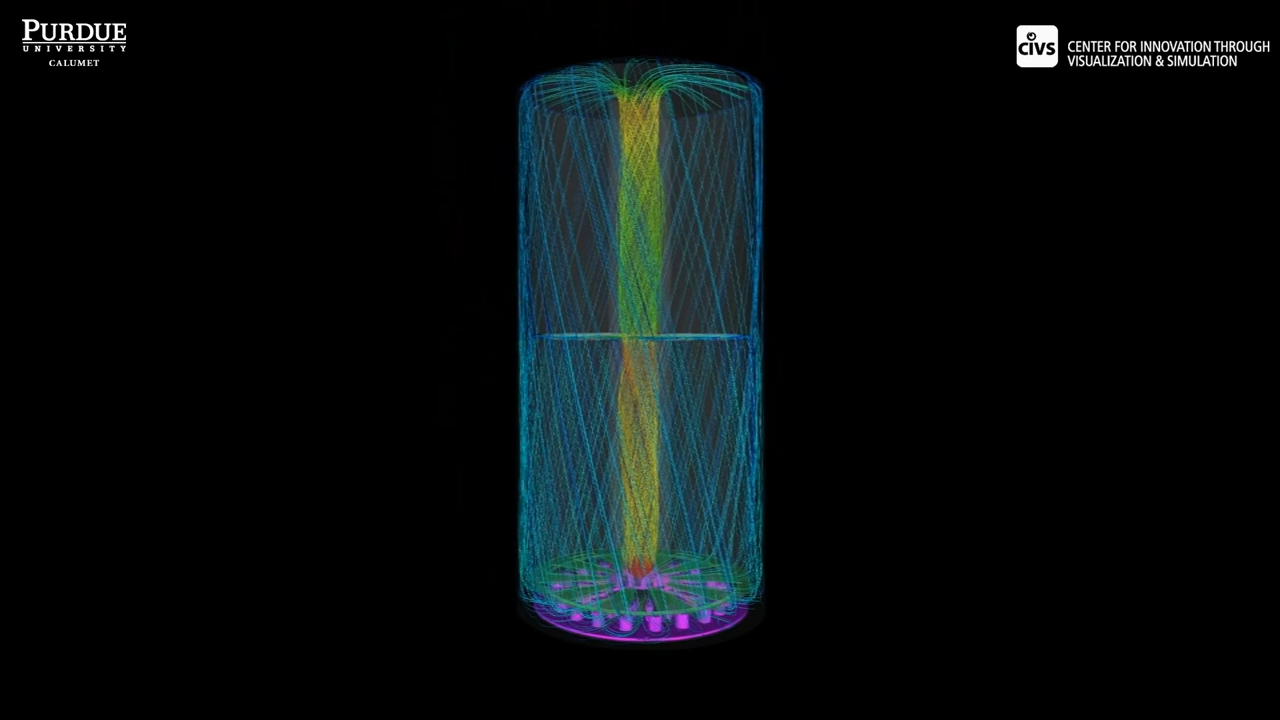 PURDUE
UNIVERSITY
CALUMET
CIVS
CENTER FOR INNOVATION THROUGH
VISUALIZATION & SIMULATION